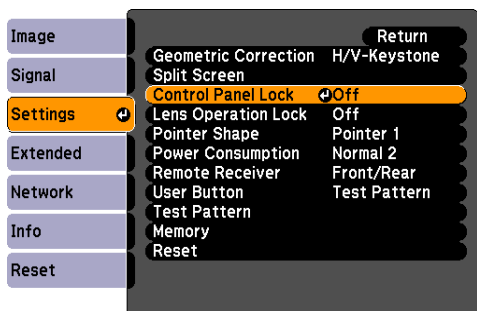 Image
Signal
Settings
Extended
Network
Info
Reset
Return
Geometric Correction H/V-Keystone
Split Screen
Control Panel Lock Off
Lens Operation Lock Off
Pointer Shape Pointer 1
Power Consumption Normal 2
Remote Receiver Front/Rear
User Button Test Pattern
Test Pattern
Memory
Reset